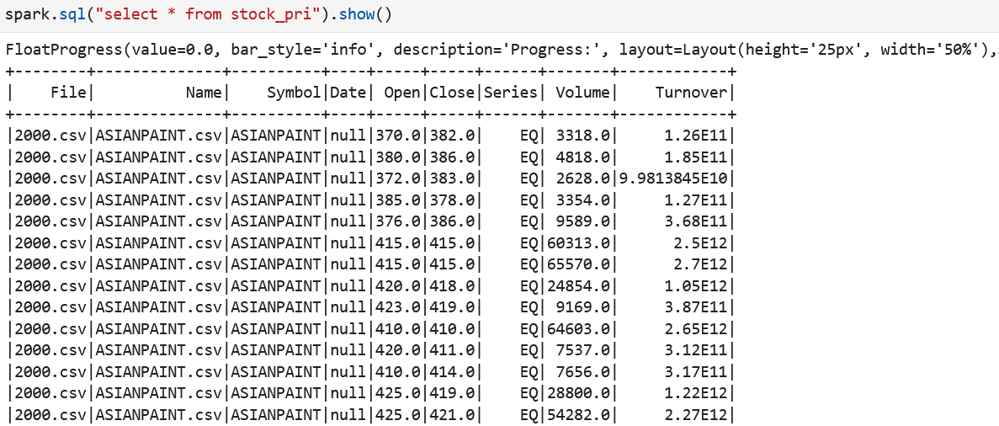 spark.sql("select * from stock_pri").show()
FloatProgress(value=0.0, bar_style='info', description='Progress:', layout=Layout(height='25px', width='50%'),
+--------+---------------+----------+----+-----+-----+------+-------+------------+
|    File|           Name|    Symbol|Date| Open|Close|Series| Volume|    Turnover|
+--------+---------------+----------+----+-----+-----+------+-------+------------+
|2000.csv|ASIANPAINT.csv|ASIANPAINT|null|370.0|382.0|    EQ| 3318.0|     1.26E11|
|2000.csv|ASIANPAINT.csv|ASIANPAINT|null|380.0|386.0|    EQ| 4818.0|     1.85E11|
|2000.csv|ASIANPAINT.csv|ASIANPAINT|null|372.0|383.0|    EQ| 2628.0|9.9813845E10|
|2000.csv|ASIANPAINT.csv|ASIANPAINT|null|385.0|378.0|    EQ| 3354.0|     1.27E11|
|2000.csv|ASIANPAINT.csv|ASIANPAINT|null|376.0|386.0|    EQ| 9589.0|     3.68E11|
|2000.csv|ASIANPAINT.csv|ASIANPAINT|null|415.0|415.0|    EQ|60313.0|      2.5E12|
|2000.csv|ASIANPAINT.csv|ASIANPAINT|null|415.0|415.0|    EQ|65570.0|      2.7E12|
|2000.csv|ASIANPAINT.csv|ASIANPAINT|null|420.0|418.0|    EQ|24854.0|     1.05E12|
|2000.csv|ASIANPAINT.csv|ASIANPAINT|null|423.0|419.0|    EQ| 9169.0|     3.87E11|
|2000.csv|ASIANPAINT.csv|ASIANPAINT|null|410.0|410.0|    EQ|64603.0|     2.65E12|
|2000.csv|ASIANPAINT.csv|ASIANPAINT|null|420.0|411.0|    EQ| 7537.0|     3.12E11|
|2000.csv|ASIANPAINT.csv|ASIANPAINT|null|410.0|414.0|    EQ| 7656.0|     3.17E11|
|2000.csv|ASIANPAINT.csv|ASIANPAINT|null|425.0|419.0|    EQ|28800.0|     1.22E12|
|2000.csv|ASIANPAINT.csv|ASIANPAINT|null|425.0|421.0|    EQ|54282.0|     2.27E12|